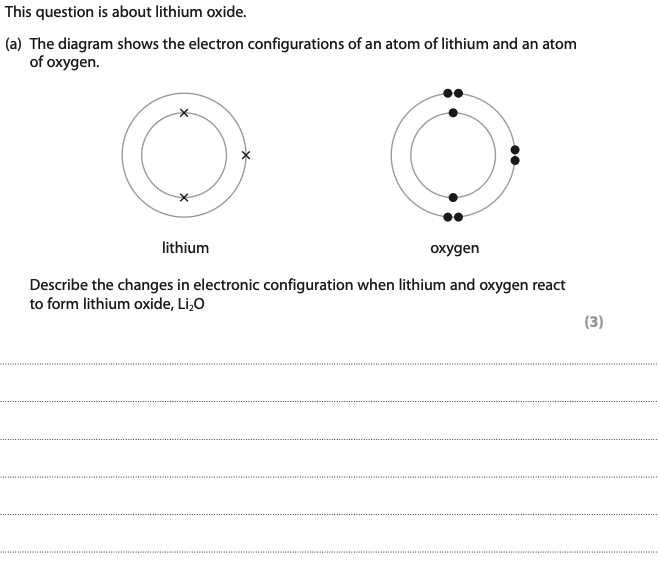 This question is about lithium oxide.
(a) The diagram shows the electron configurations of an atom of lithium and an atom
of oxygen.
lithium
oxygen
Describe the changes in electronic configuration when lithium and oxygen react
to form lithium oxide, Li₂O
(3)